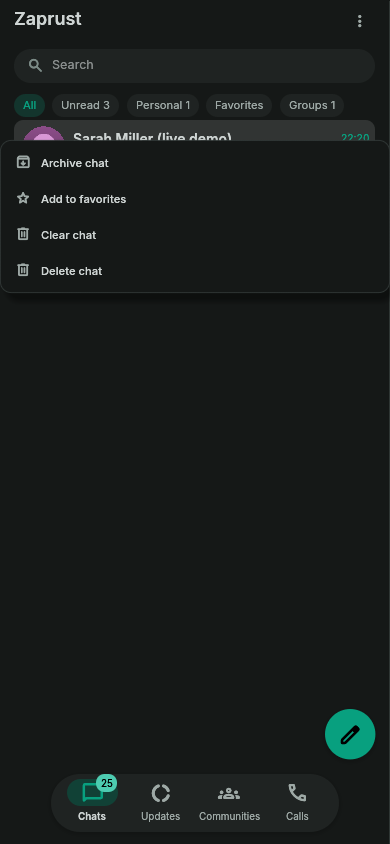 Zaprust
Search
All Unread 3 Personal 1 Favorites Groups 1
Sarah Miller (live demo) 22:20
Archive chat
Add to favorites
Clear chat
Delete chat
25
Chats Updates Communities Calls